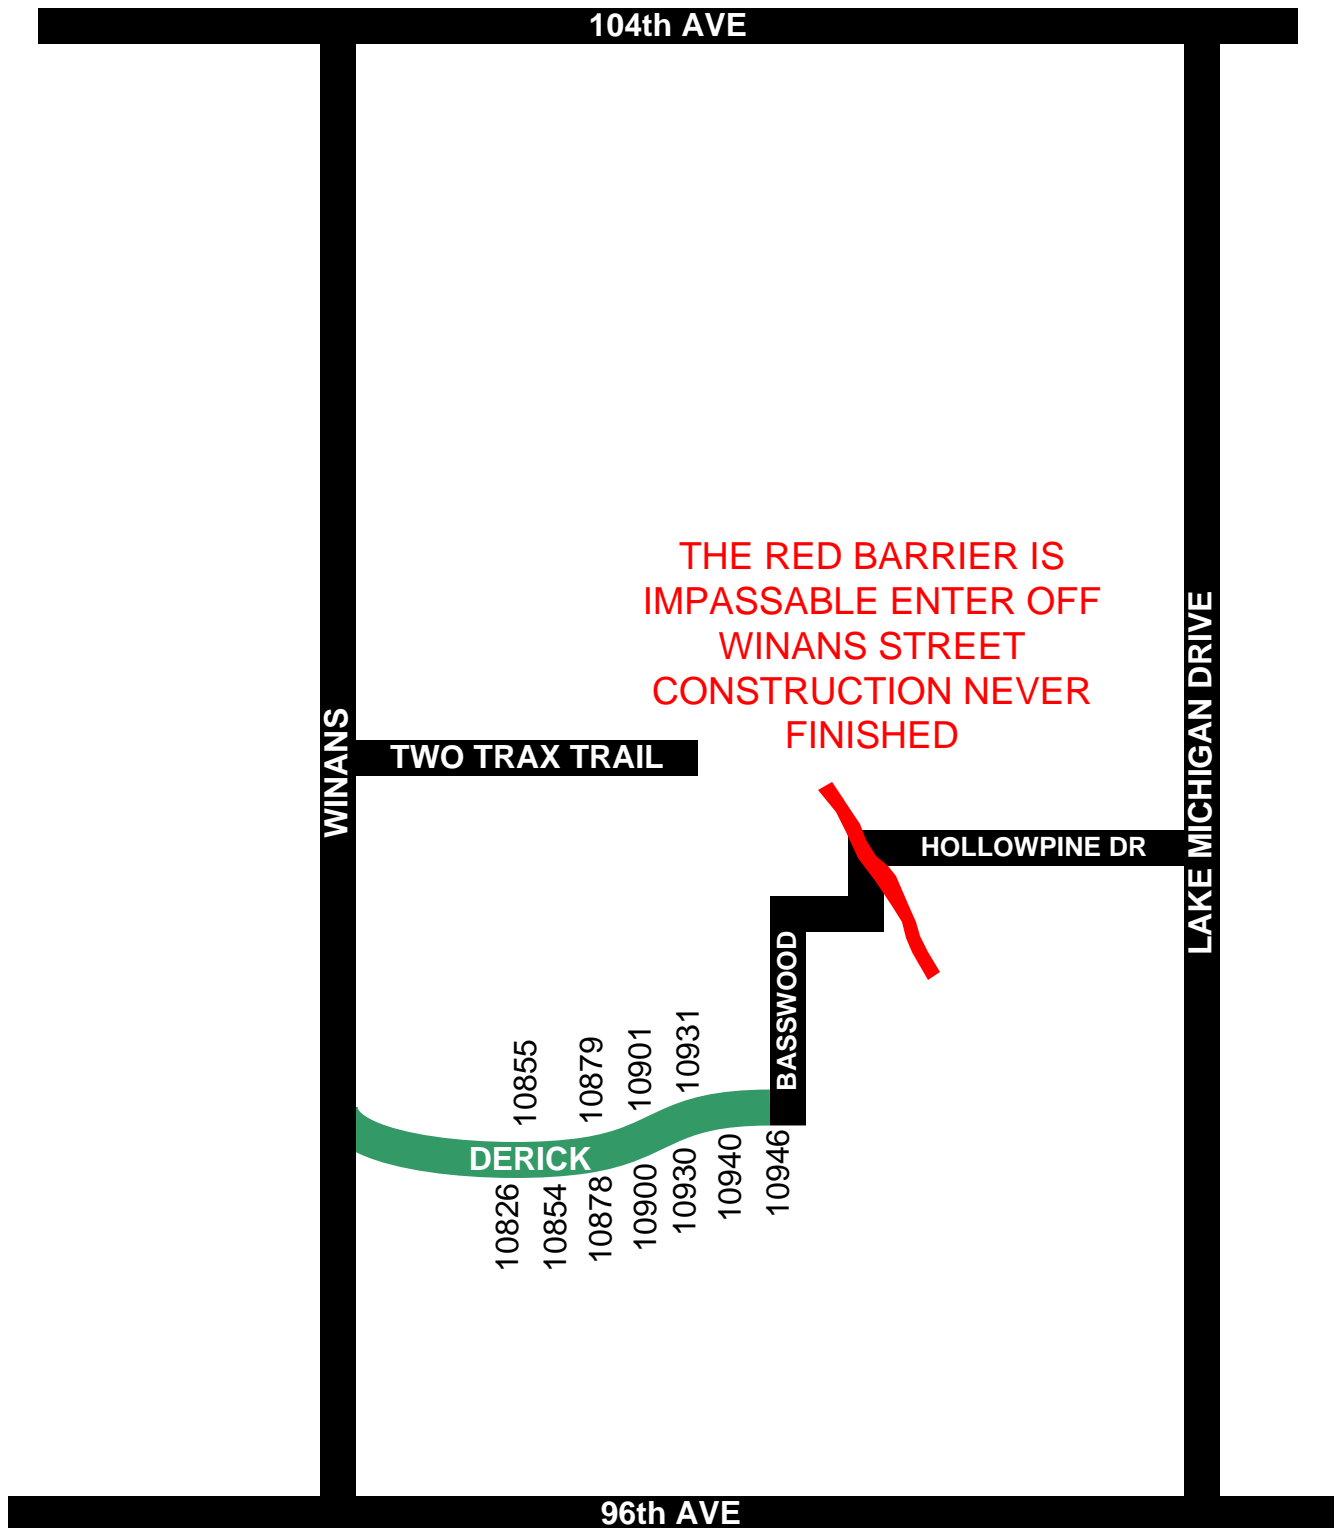 104th AVE
THE RED BARRIER IS
IMPASSABLE ENTER OFF
WINANS STREET
CONSTRUCTION NEVER
FINISHED
WINANS
LAKE MICHIGAN DRIVE
TWO TRAX TRAIL
HOLLOWPINE DR
BASSWOOD
10855
10879
10901
10931
DERICK
10826
10854
10878
10900
10930
10940
10946
96th AVE